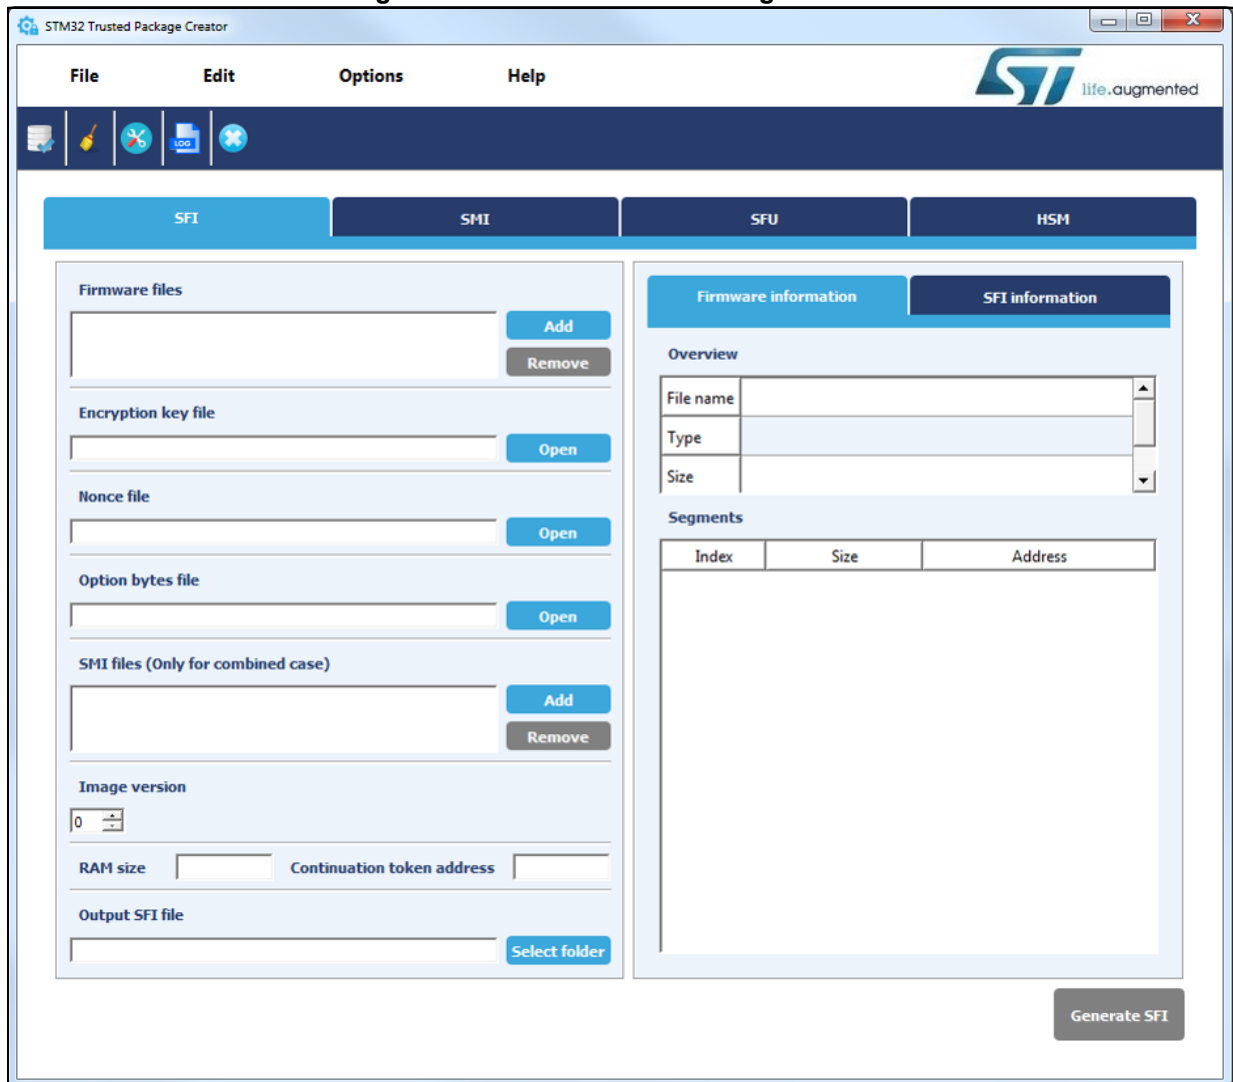 STM32 Trusted Package Creator
File Edit Options Help
ST life.augmented
LOG
SFI SMI SFU HSM
Firmware files
Add
Remove
Encryption key file
Open
Nonce file
Open
Option bytes file
Open
SMI files (Only for combined case)
Add
Remove
Image version
0
RAM size Continuation token address
Output SFI file
Select folder
Firmware information SFI information
Overview
File name
Type
Size
Segments
Index Size Address
Generate SFI